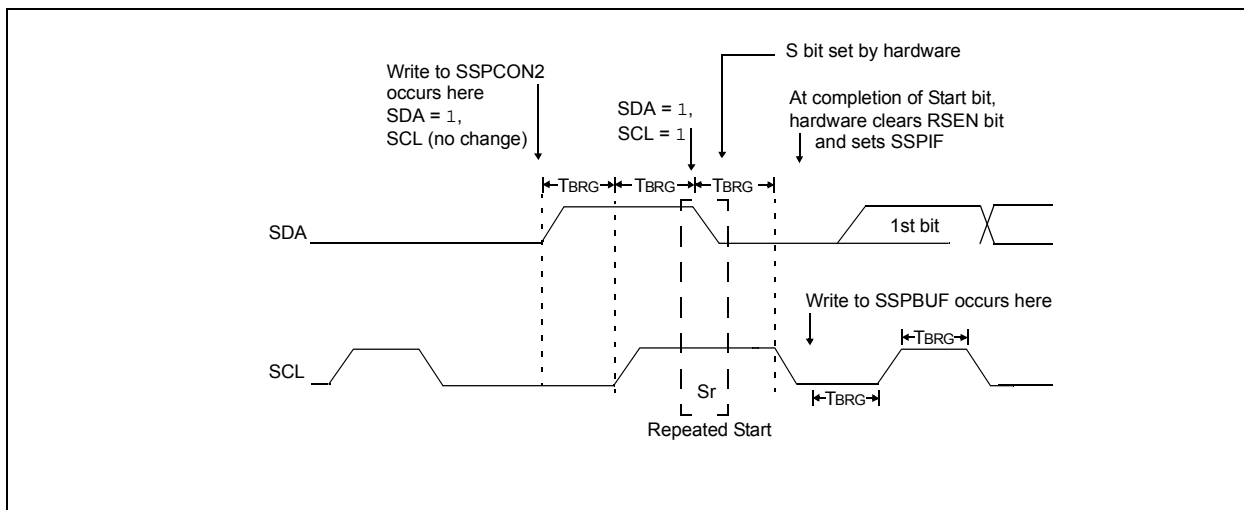 S bit set by hardware
Write to SSPCON2
occurs here
SDA = 1,
SCL (no change)
SDA = 1,
SCL = 1
At completion of Start bit,
hardware clears RSEN bit
and sets SSPIF
TBRG TBRG TBRG
SDA
1st bit
Write to SSPBUF occurs here
TBRG
SCL
Sr
TBRG
Repeated Start